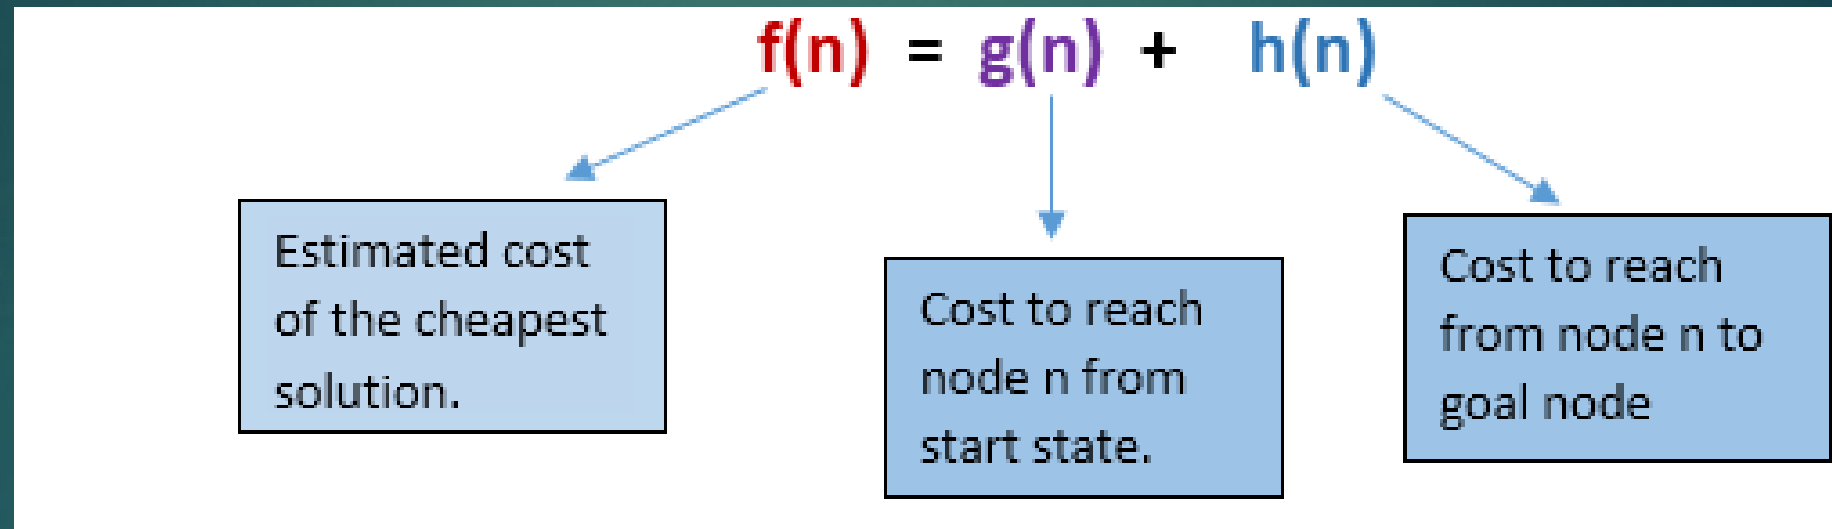 f(n) = g(n) + h(n)
Estimated cost
of the cheapest
solution.
Cost to reach
node n from
start state.
Cost to reach
from node n to
goal node